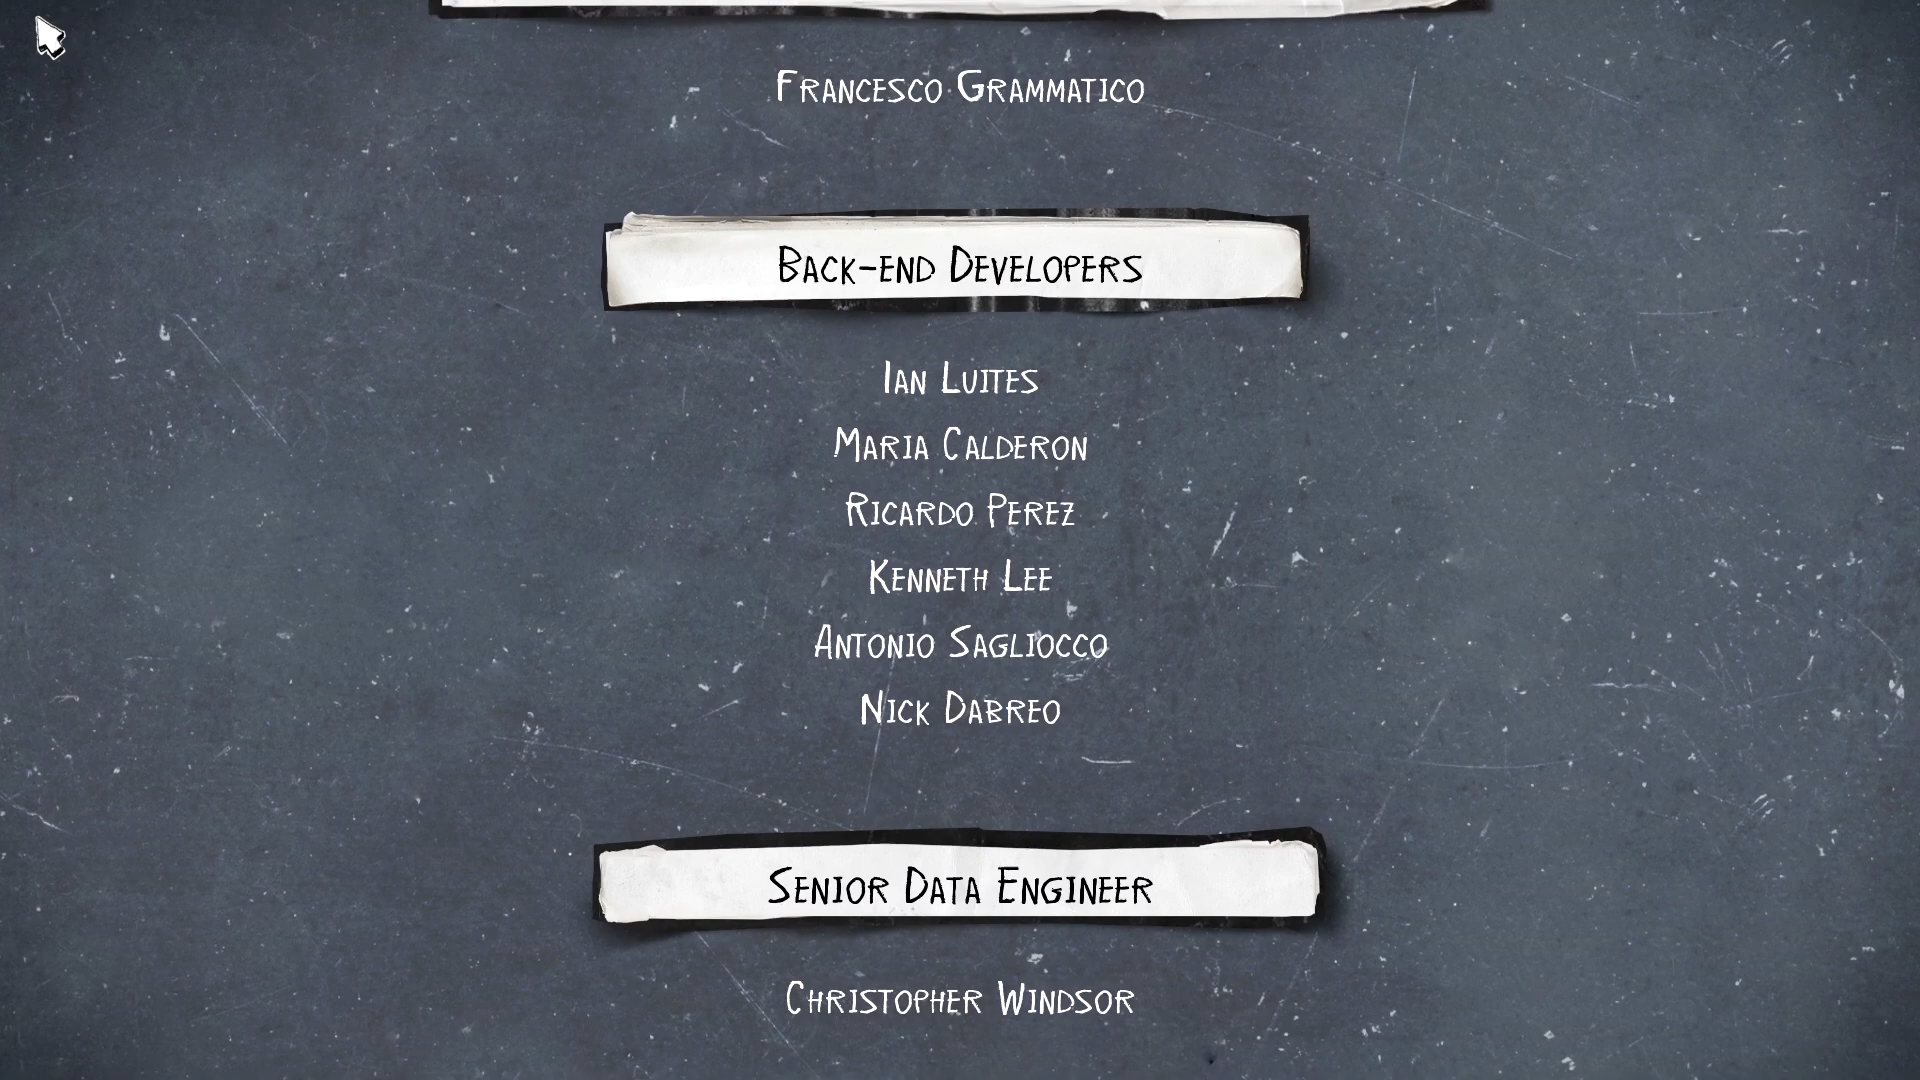 Francesco Grammatico
Back-end Developers
Ian Luites
Maria Calderon
Ricardo Perez
Kenneth Lee
Antonio Sagliocco
Nick Dabreo
Senior Data Engineer
Christopher Windsor